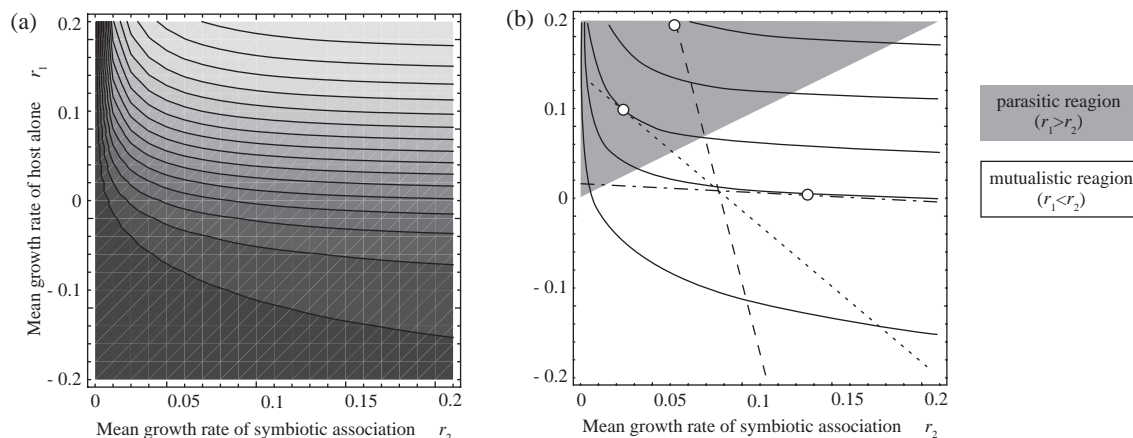 (a)
0.2
0.1
0
- 0.1
- 0.2
Mean growth rate of host alone r1
0 0.05 0.1 0.15 0.2
Mean growth rate of symbiotic association r2
(b)
0.2
0.1
0
- 0.1
- 0.2
0 0.05 0.1 0.15 0.2
Mean growth rate of symbiotic association r2
parasitic reagion
(r1>r2)
mutualistic reagion
(r1<r2)